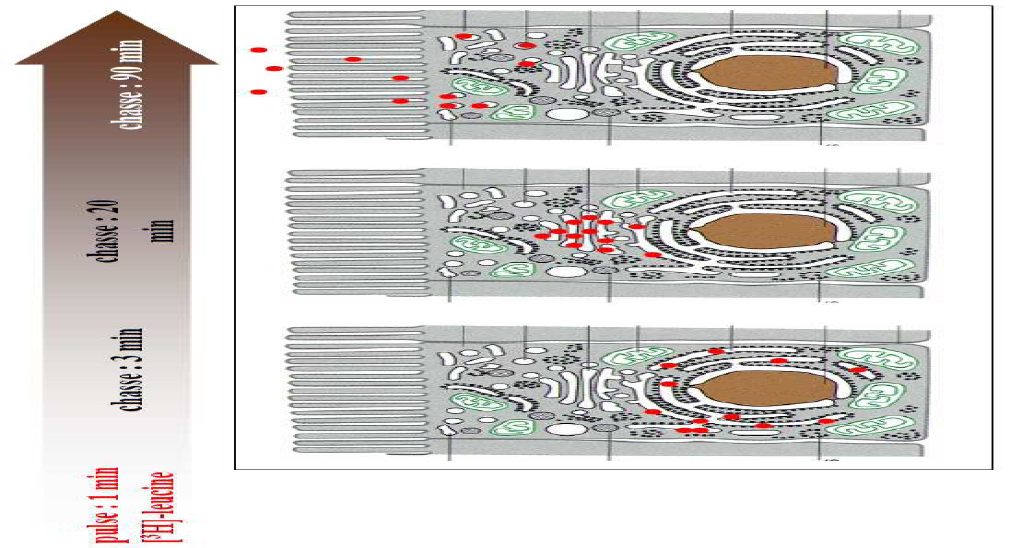 pulse : 1 min
[³H]-leucine
chasse : 3 min
chasse : 20
min
chasse : 90 min